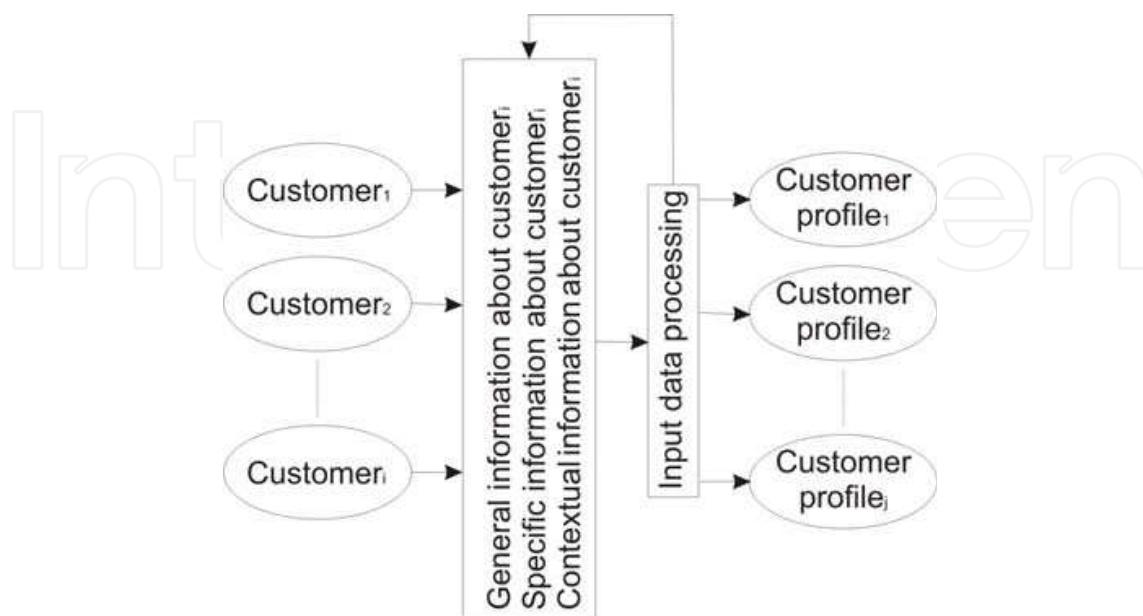 Customer₁
Customer₂
Customerᵢ
General information about customerᵢ
Specific information about customerᵢ
Contextual information about customerᵢ
Input data processing
Customer
profile₁
Customer
profile₂
Customer
profileⱼ